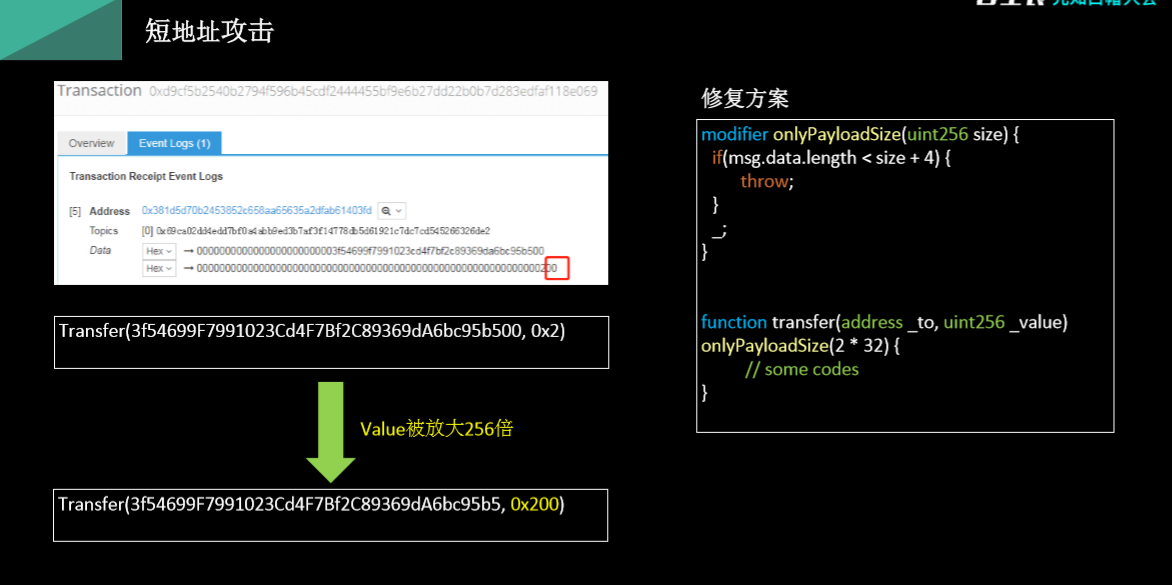 短地址攻击
Transaction 0xd9cf5b2540b2794f596b45cdf2444455bf9e6b27dd22b0b7d283edfaf118e069
Overview
Event Logs (1)
Transaction Receipt Event Logs
[5] Address 0x381d5d70b2453852c658aa65635a2dfab61403fd
Topics [0] 0x69ca02dd4edd7bf0a4abb9ed3b7af3f14778db5d61921c7dc7cd545266326de2
Data Hex → 0000000000000000000000003f54699f7991023cd4f7bf2c89369da6bc95b500
Hex → 0000000000000000000000000000000000000000000000000000000000000200
Transfer(3f54699F7991023Cd4F7Bf2C89369dA6bc95b500, 0x2)
Value被放大256倍
Transfer(3f54699F7991023Cd4F7Bf2C89369dA6bc95b5, 0x200)
修复方案
modifier onlyPayloadSize(uint256 size) {
if(msg.data.length < size + 4) {
throw;
}
_;
}
function transfer(address _to, uint256 _value)
onlyPayloadSize(2 * 32) {
// some codes
}